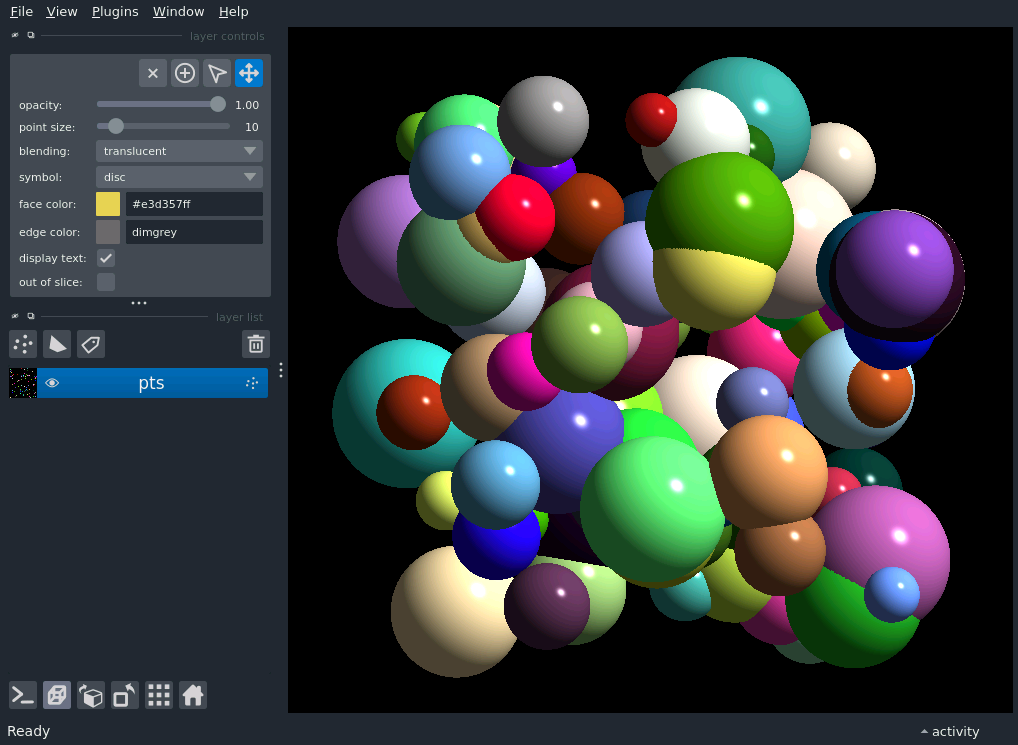 File View Plugins Window Help
layer controls
opacity: 1.00
point size: 10
blending: translucent
symbol: disc
face color: #e3d357ff
edge color: dimgrey
display text:
out of slice:
layer list
pts
Ready
activity